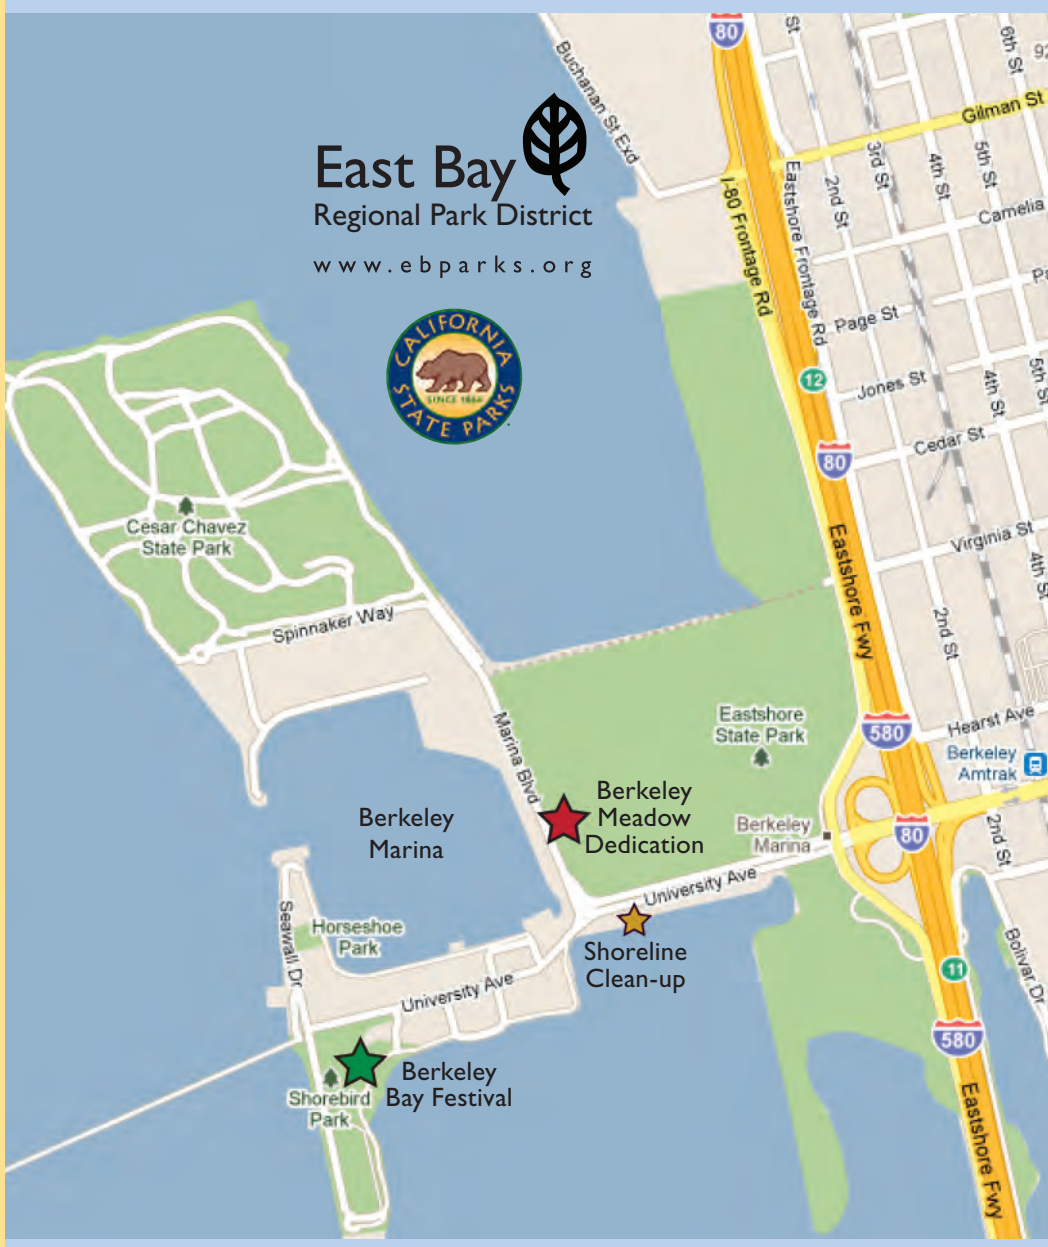 80
St
6th St
92
Buchanan St Exd
Gilman St
East Bay
Regional Park District
www.ebparks.org
3rd St
4th St
5th St
2nd St
Eastshore Frontage Rd
I-80 Frontage Rd
Camelia
Page St
CALIFORNIA
SINCE 1864
STATE PARKS
12
Jones St
4th St
5th St
Cedar St
80
Cesar Chavez
State Park
Virginia St
Eastshore Fwy
4th St
Spinnaker Way
2nd St
Marina Blvd
Eastshore
State Park
580
Hearst Ave
Berkeley
Amtrak
Berkeley
Marina
Berkeley
Meadow
Dedication
Berkeley
Marina
80
2nd St
University Ave
Seawall Dr
Horseshoe
Park
Shoreline
Clean-up
Bolivar Dr
11
University Ave
580
Berkeley
Bay Festival
Shorebird
Park
Eastshore Fwy